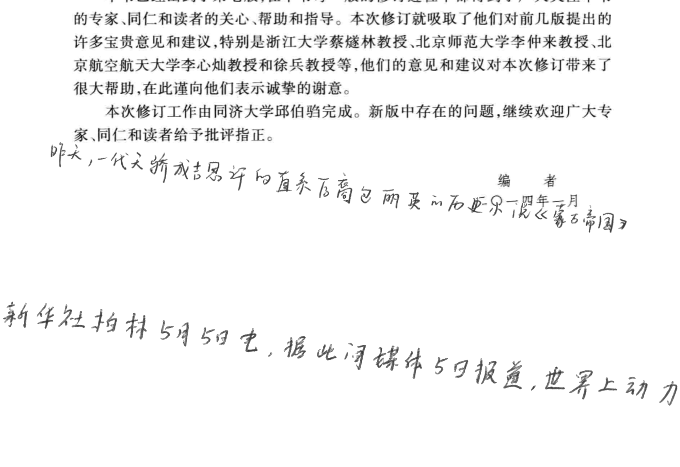 的专家、同仁和读者的关心、帮助和指导。本次修订就吸取了他们对前几版提出的
许多宝贵意见和建议,特别是浙江大学蔡燧林教授、北京师范大学李仲来教授、北
京航空航天大学李心灿教授和徐兵教授等,他们的意见和建议对本次修订带来了
很大帮助,在此谨向他们表示诚挚的谢意。
本次修订工作由同济大学邱伯驺完成。新版中存在的问题,继续欢迎广大专
家、同仁和读者给予批评指正。
编 者
一四年一月
昨天,一代天骄成吉思汗的直系后裔包丽英的《蒙古帝国》
新华社柏林5月5日电,据此间媒体5日报道,世界上动力